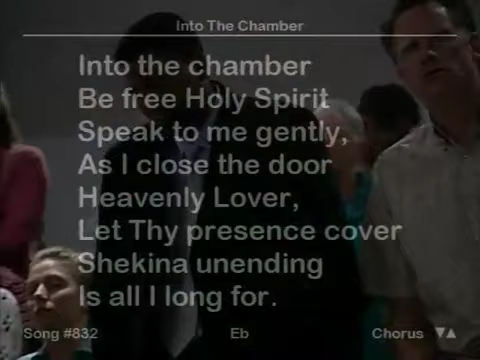 Into The Chamber
Into the chamber
Be free Holy Spirit
Speak to me gently,
As I close the door
Heavenly Lover,
Let Thy presence cover
Shekina unending
Is all I long for.
Song #832 Eb Chorus ▼▲